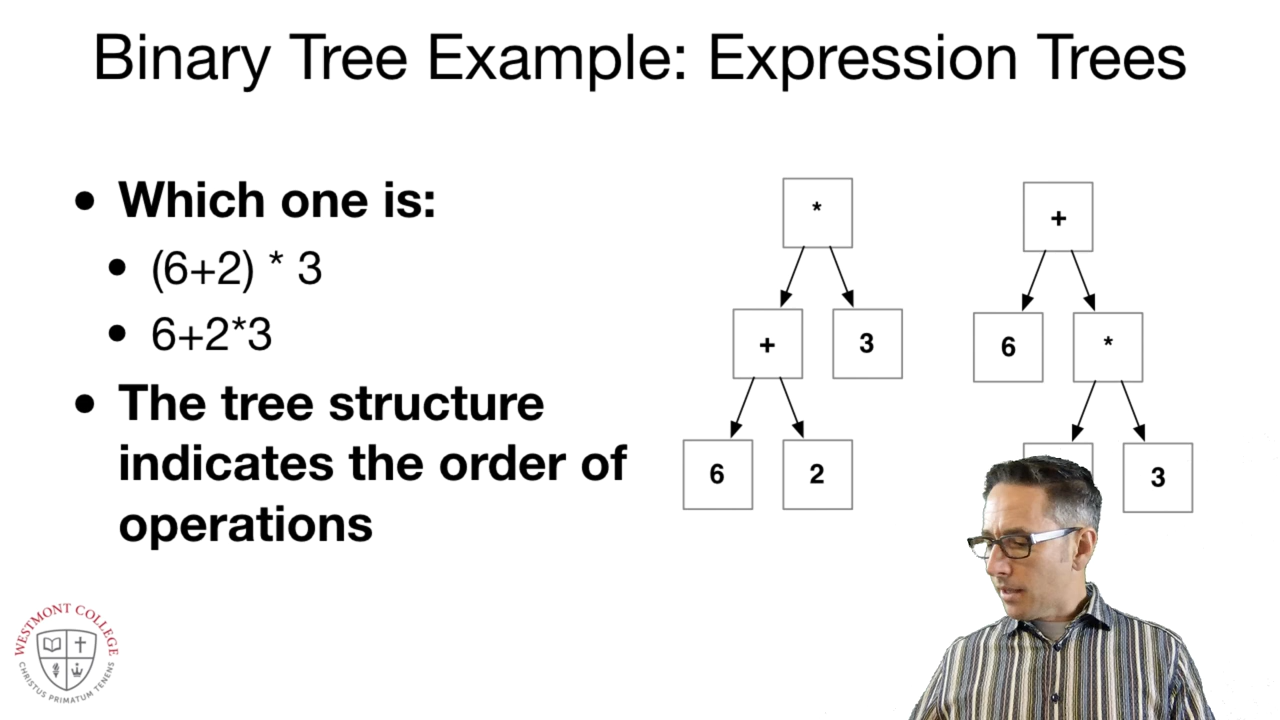 Binary Tree Example: Expression Trees
• Which one is:
• (6+2) * 3
• 6+2*3
• The tree structure
indicates the order of
operations
*
+
3
6
2
+
6
*
3
WESTMONT COLLEGE
CHRISTUS PRIMATUM TENENS